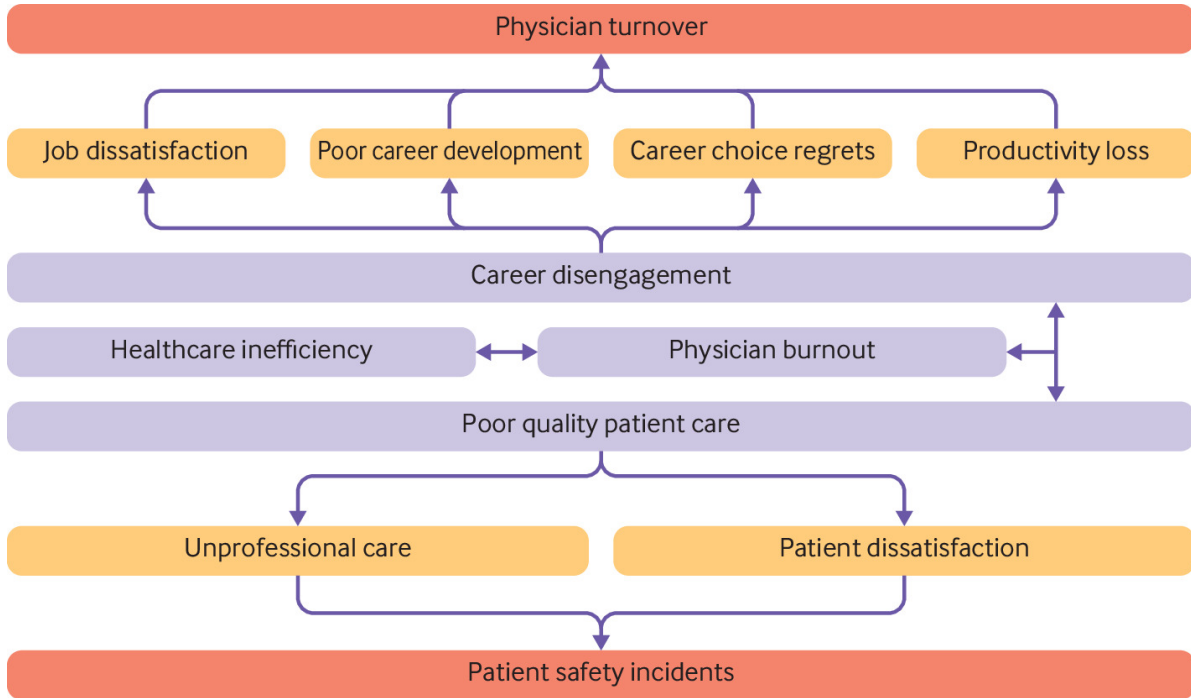 Physician turnover
Job dissatisfaction
Poor career development
Career choice regrets
Productivity loss
Career disengagement
Healthcare inefficiency
Physician burnout
Poor quality patient care
Unprofessional care
Patient dissatisfaction
Patient safety incidents